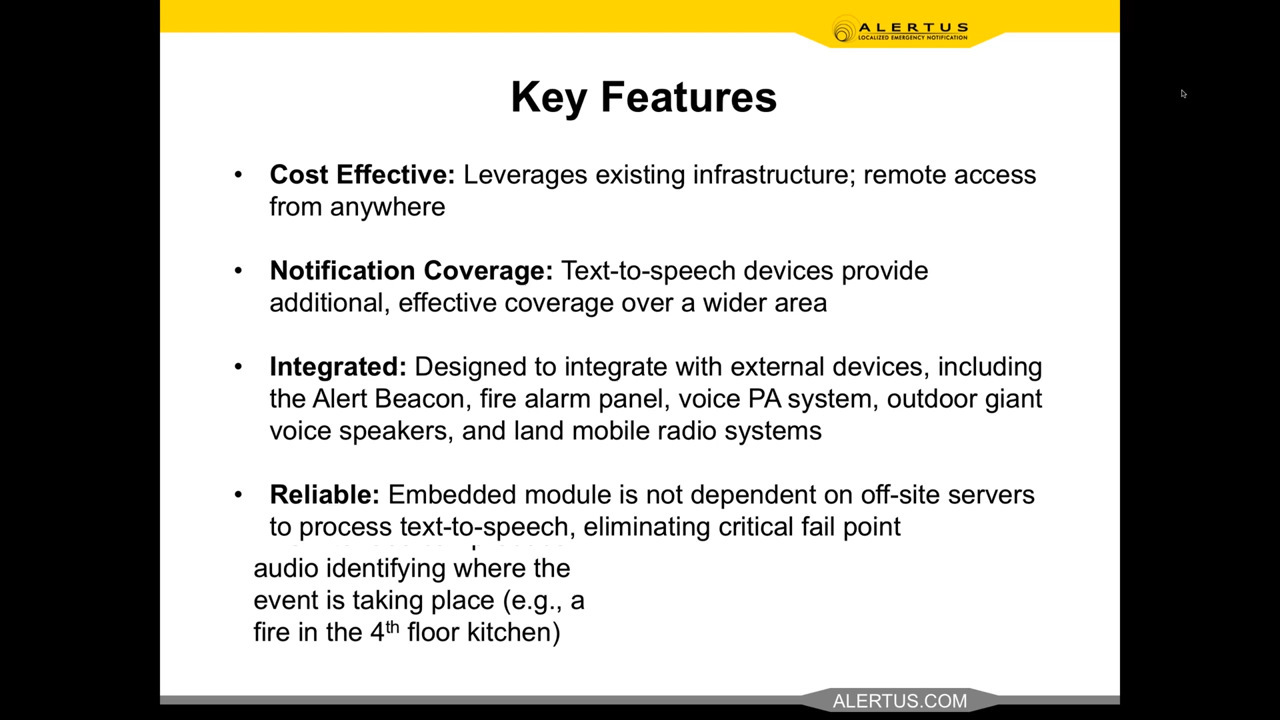 ALERTUS
LOCALIZED EMERGENCY NOTIFICATION
Key Features
• Cost Effective: Leverages existing infrastructure; remote access
from anywhere
• Notification Coverage: Text-to-speech devices provide
additional, effective coverage over a wider area
• Integrated: Designed to integrate with external devices, including
the Alert Beacon, fire alarm panel, voice PA system, outdoor giant
voice speakers, and land mobile radio systems
• Reliable: Embedded module is not dependent on off-site servers
to process text-to-speech, eliminating critical fail point
audio identifying where the
event is taking place (e.g., a
fire in the 4th floor kitchen)
ALERTUS.COM